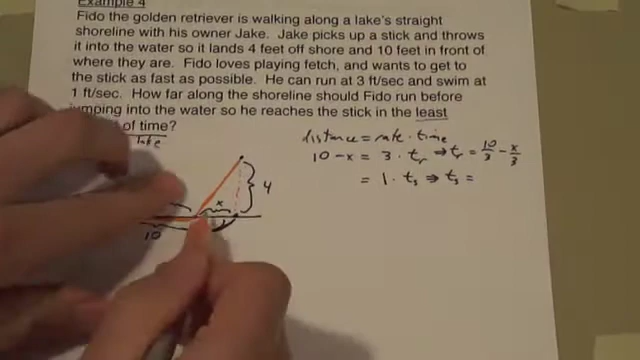 Example 4
Fido the golden retriever is walking along a lake's straight
shoreline with his owner Jake. Jake picks up a stick and throws
it into the water so it lands 4 feet off shore and 10 feet in front of
where they are. Fido loves playing fetch, and wants to get to
the stick as fast as possible. He can run at 3 ft/sec and swim at
1 ft/sec. How far along the shoreline should Fido run before
jumping into the water so he reaches the stick in the least
of time?
lake
distance = rate · time
10 - x = 3 · tr ⇒ tr = 10/3 - x/3
= 1 · ts ⇒ ts =
4
x
10